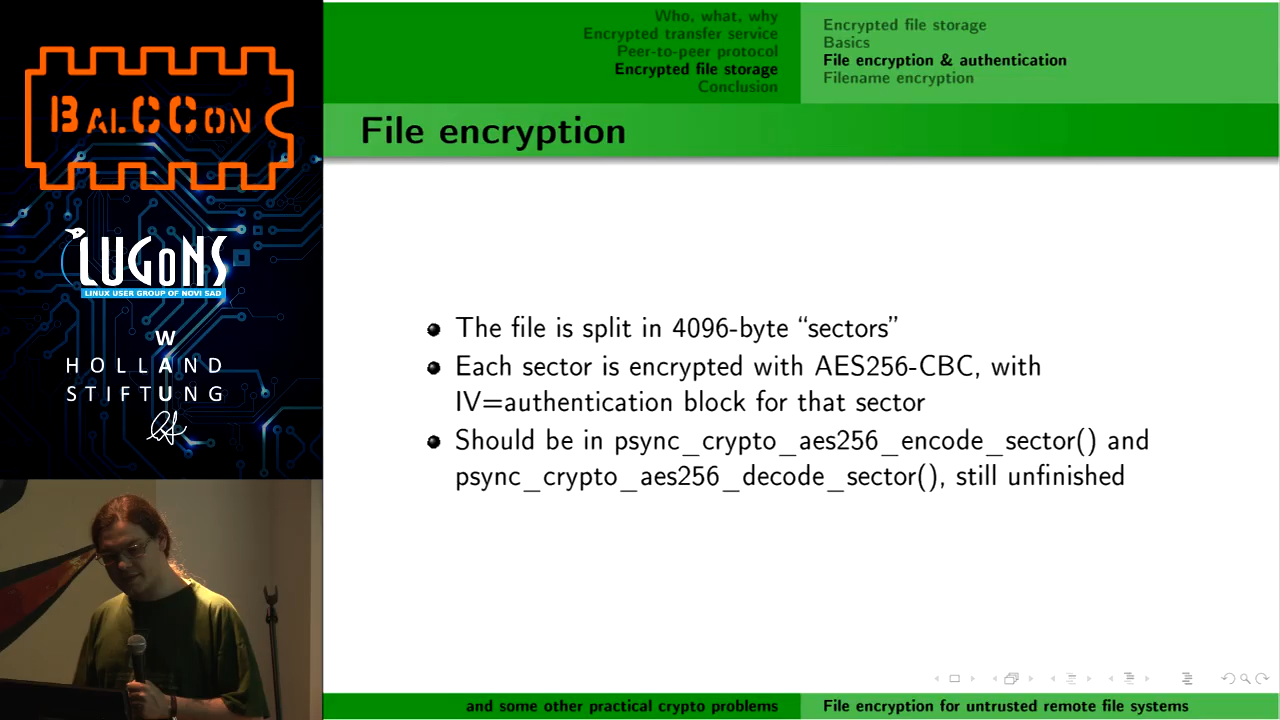 BALCCON
LUGONS
LINUX USER GROUP OF NOVI SAD
W
HOLLAND
STIFTUNG
Who, what, why
Encrypted transfer service
Peer-to-peer protocol
Encrypted file storage
Conclusion
Encrypted file storage
Basics
File encryption & authentication
Filename encryption
File encryption
The file is split in 4096-byte “sectors”
Each sector is encrypted with AES256-CBC, with
IV=authentication block for that sector
Should be in psync_crypto_aes256_encode_sector() and
psync_crypto_aes256_decode_sector(), still unfinished
and some other practical crypto problems
File encryption for untrusted remote file systems